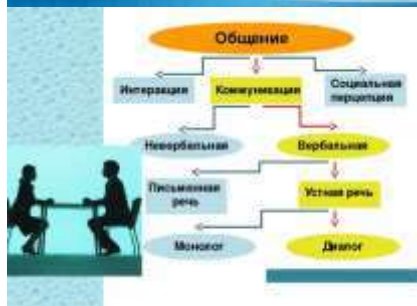 Общение
Интеракция
Коммуникация
Социальная
перцепция
Невербальная
Вербальная
Письменная
речь
Устная речь
Монолог
Диалог